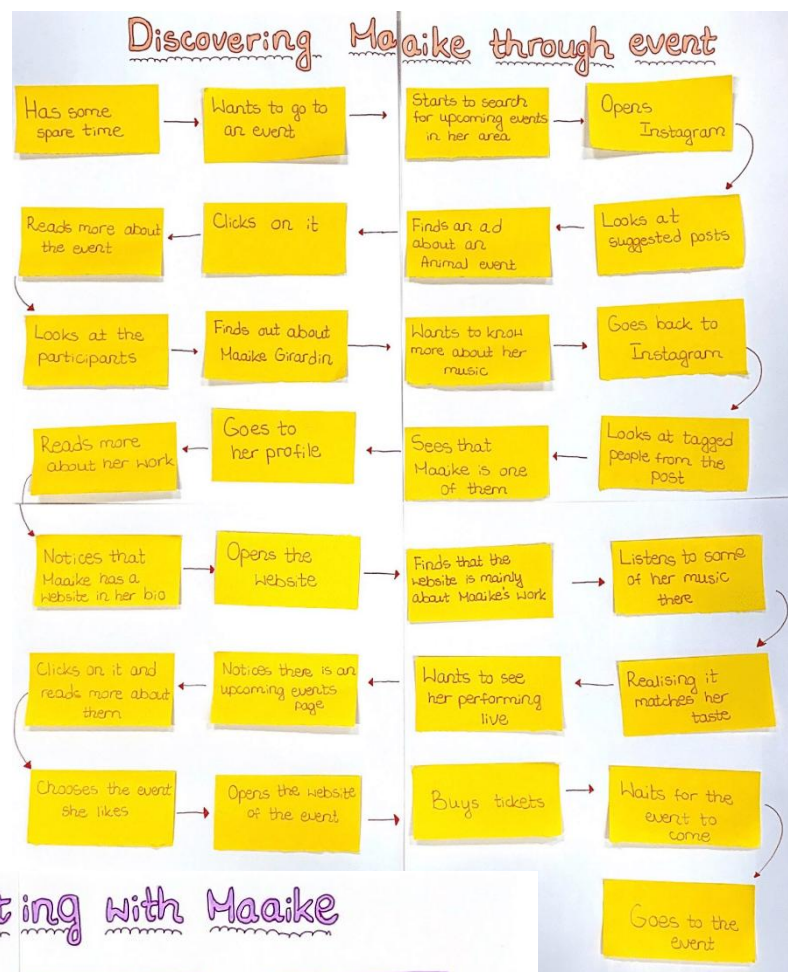 Discovering Maaike through event
Has some
spare time
Wants to go to
an event
Starts to search
for upcoming events
in her area
Opens
Instagram
Looks at
suggested posts
Finds an ad
about an
Animal event
Clicks on it
Reads more about
the event
Looks at the
participants
Finds out about
Maaike Girardin
Wants to know
more about her
music
Goes back to
Instagram
Looks at tagged
people from the
post
Sees that
Maaike is one
of them
Goes to
her profile
Reads more
about her work
Notices that
Maaike has a
website in her bio
Opens the
website
Finds that the
website is mainly
about Maaike's work
Listens to some
of her music
there
Realising it
matches her
taste
Wants to see
her performing
live
Notices there is an
upcoming events
page
Clicks on it and
reads more about
them
Chooses the event
she likes
Opens the website
of the event
Buys tickets
Waits for the
event to
come
Goes to the
event
ting with Maaike